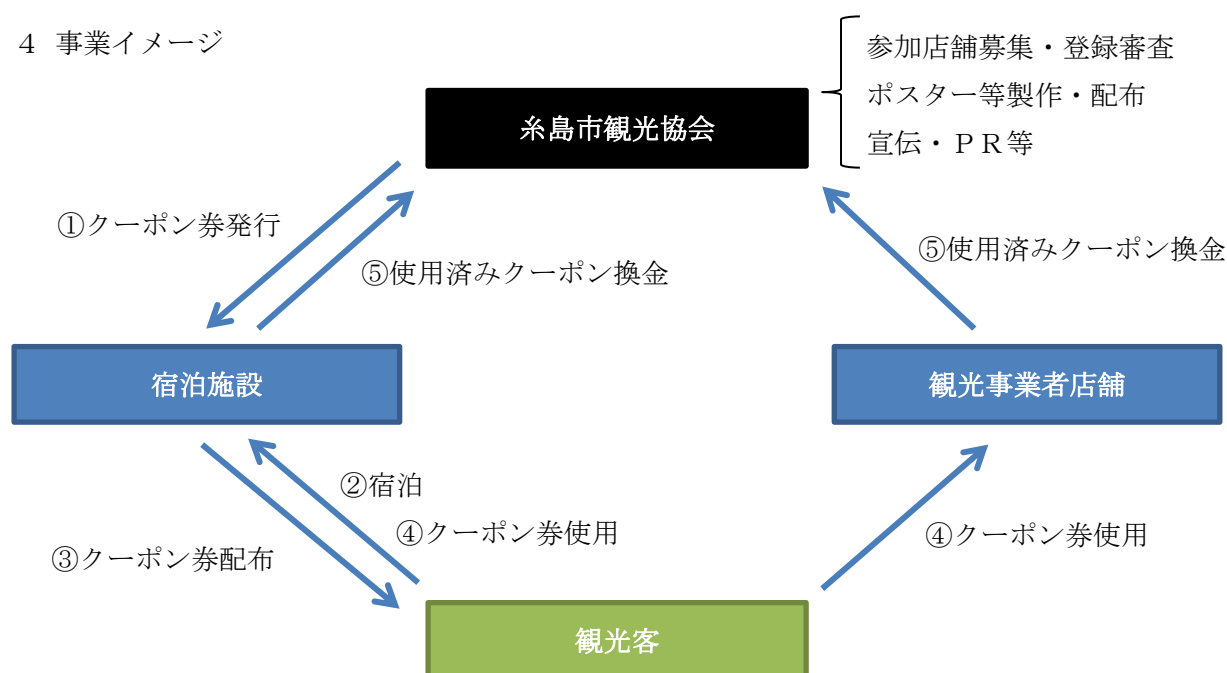 4 事業イメージ
参加店舗募集・登録審査
ポスター等製作・配布
宣伝・ＰＲ等
糸島市観光協会
①クーポン券発行
⑤使用済みクーポン換金
⑤使用済みクーポン換金
宿泊施設
観光事業者店舗
②宿泊
④クーポン券使用
③クーポン券配布
④クーポン券使用
観光客